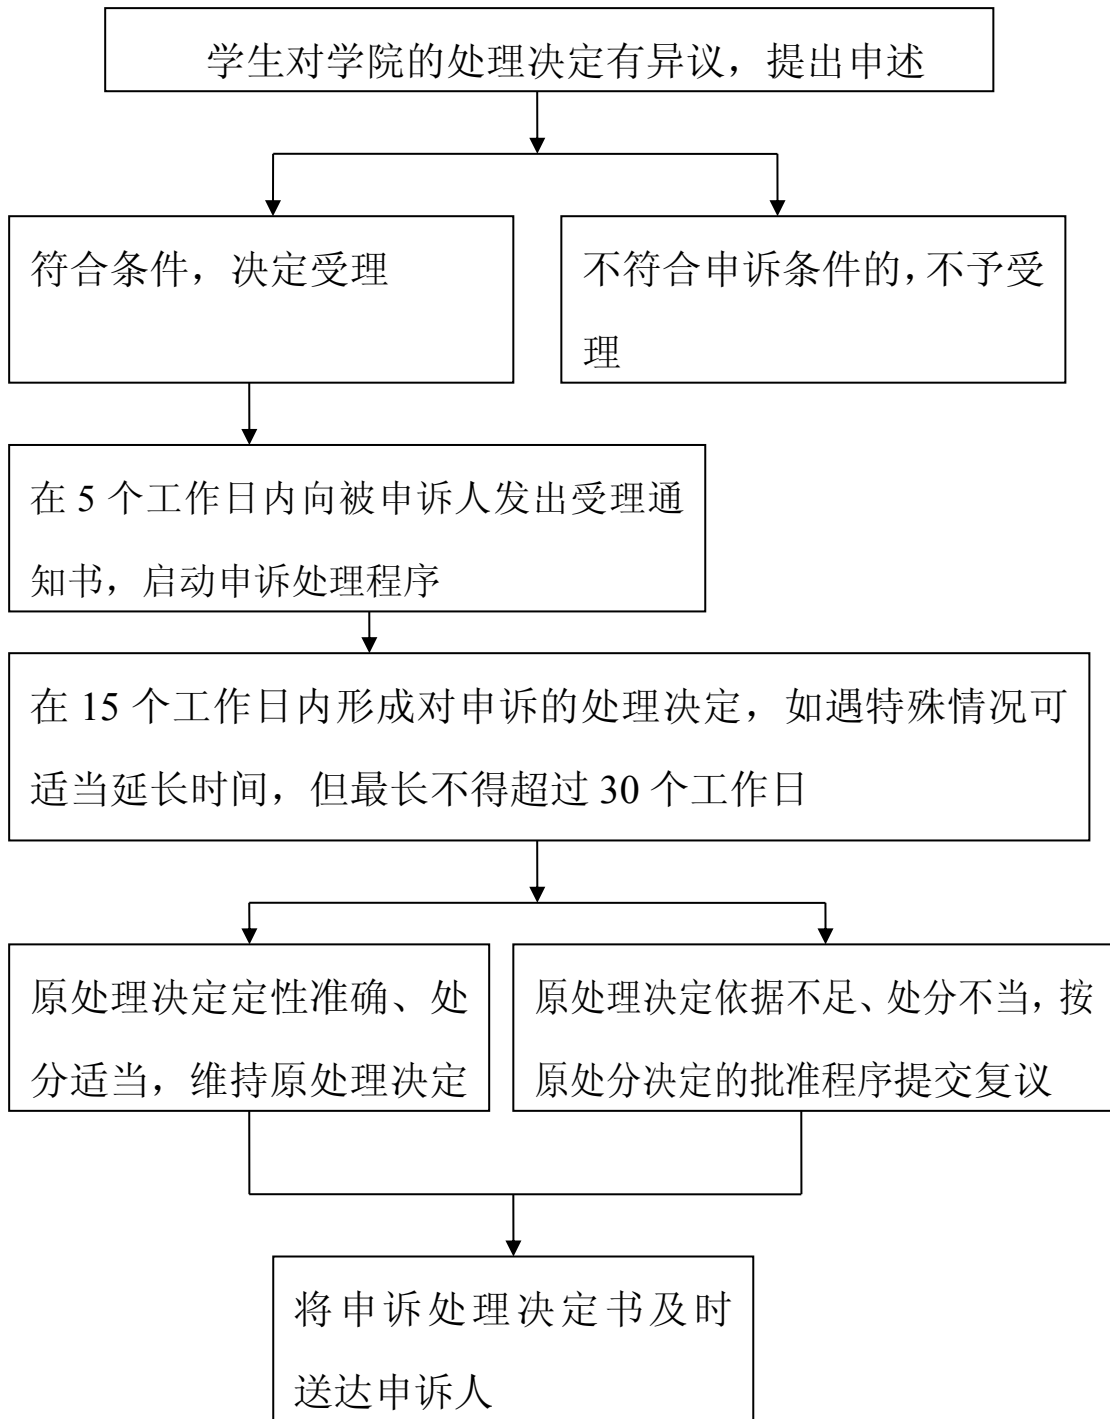 学生对学院的处理决定有异议，提出申述
符合条件，决定受理
不符合申诉条件的，不予受
理
在 5 个工作日内向被申诉人发出受理通
知书，启动申诉处理程序
在 15 个工作日内形成对申诉的处理决定，如遇特殊情况可
适当延长时间，但最长不得超过 30 个工作日
原处理决定定性准确、处
分适当，维持原处理决定
原处理决定依据不足、处分不当，按
原处分决定的批准程序提交复议
将申诉处理决定书及时
送达申诉人